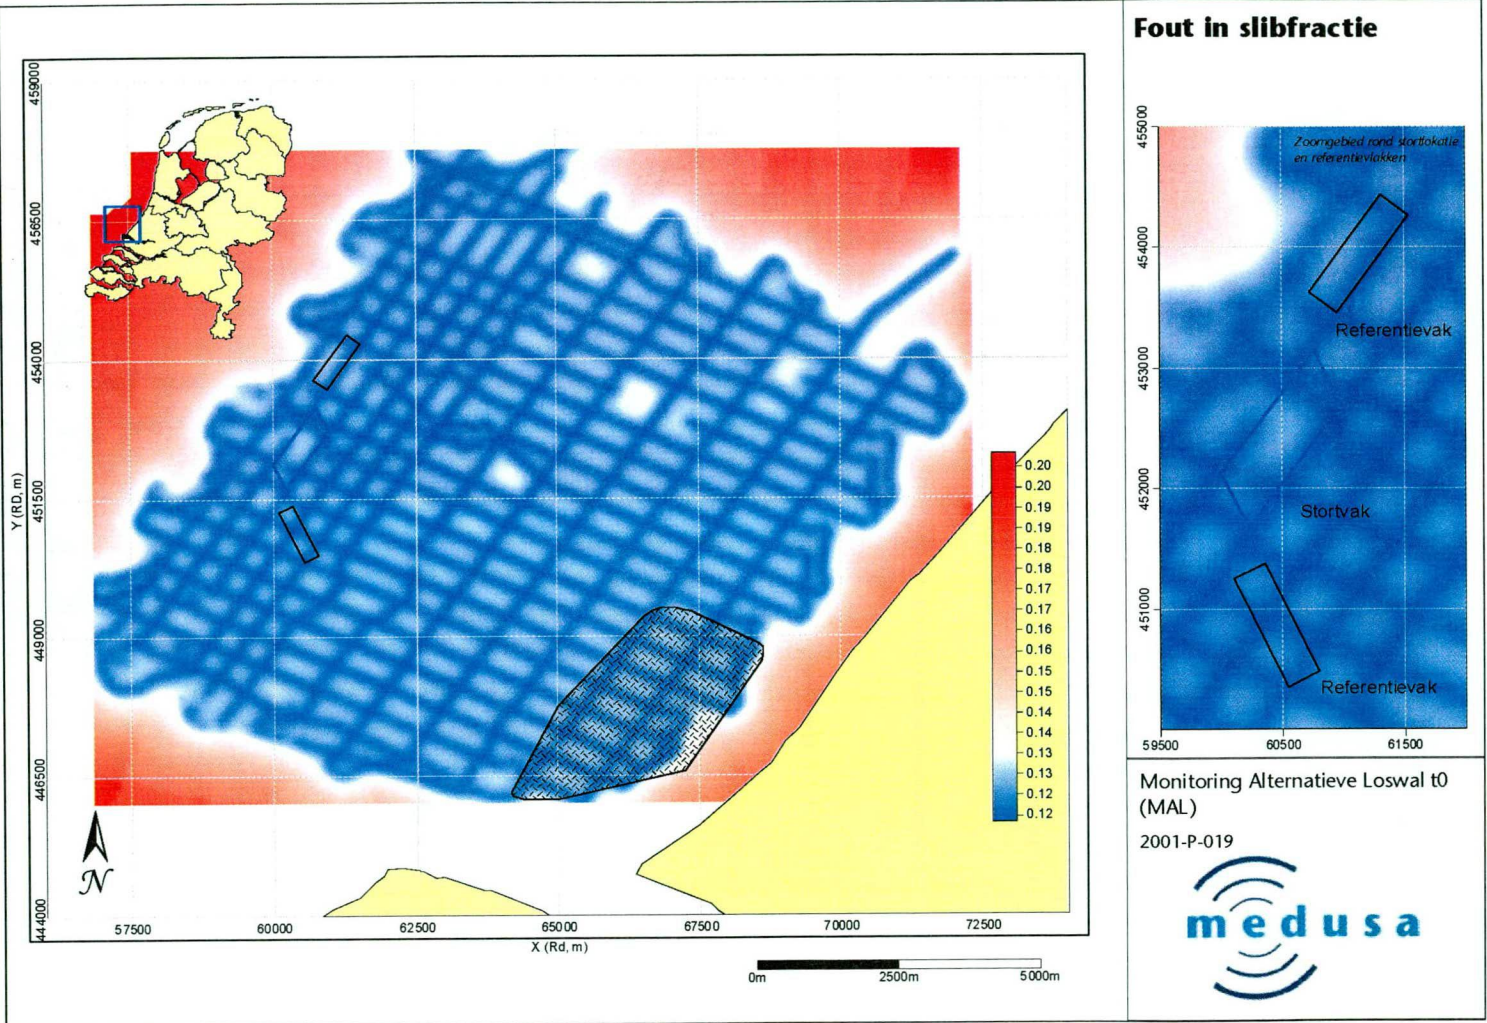 Fout in slibfractie
459000
456500
454000
451500
449000
446500
444000
Y (RD, m)
57500 60000 62500 65000 67500 70000 72500
X (Rd, m)
0.20
0.20
0.19
0.19
0.18
0.18
0.17
0.17
0.16
0.16
0.15
0.15
0.14
0.14
0.13
0.13
0.12
0.12
N
0m 2500m 5000m
Zoomgebied rond stortlokatie
en referentievlakken
455000
454000
453000
452000
451000
Referentievak
Stortvak
Referentievak
59500 60500 61500
Monitoring Alternatieve Loswal t0
(MAL)
2001-P-019
medusa